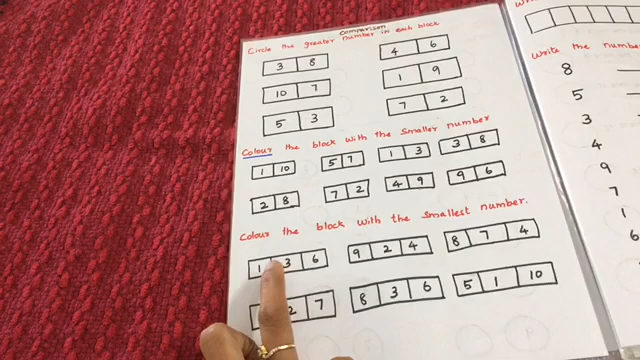 Comparison
Circle the greater number in each block
3 8 4 6
10 7 1 9
5 3 7 2
Colour the block with the smaller number
1 10 5 7 1 3 3 8
2 8 7 2 4 9 9 6
Colour the block with the smallest number.
1 3 6 9 2 4 8 7 4
2 7 8 3 6 5 1 10
Write the number
8
5
3
4
9
7
1
6
8